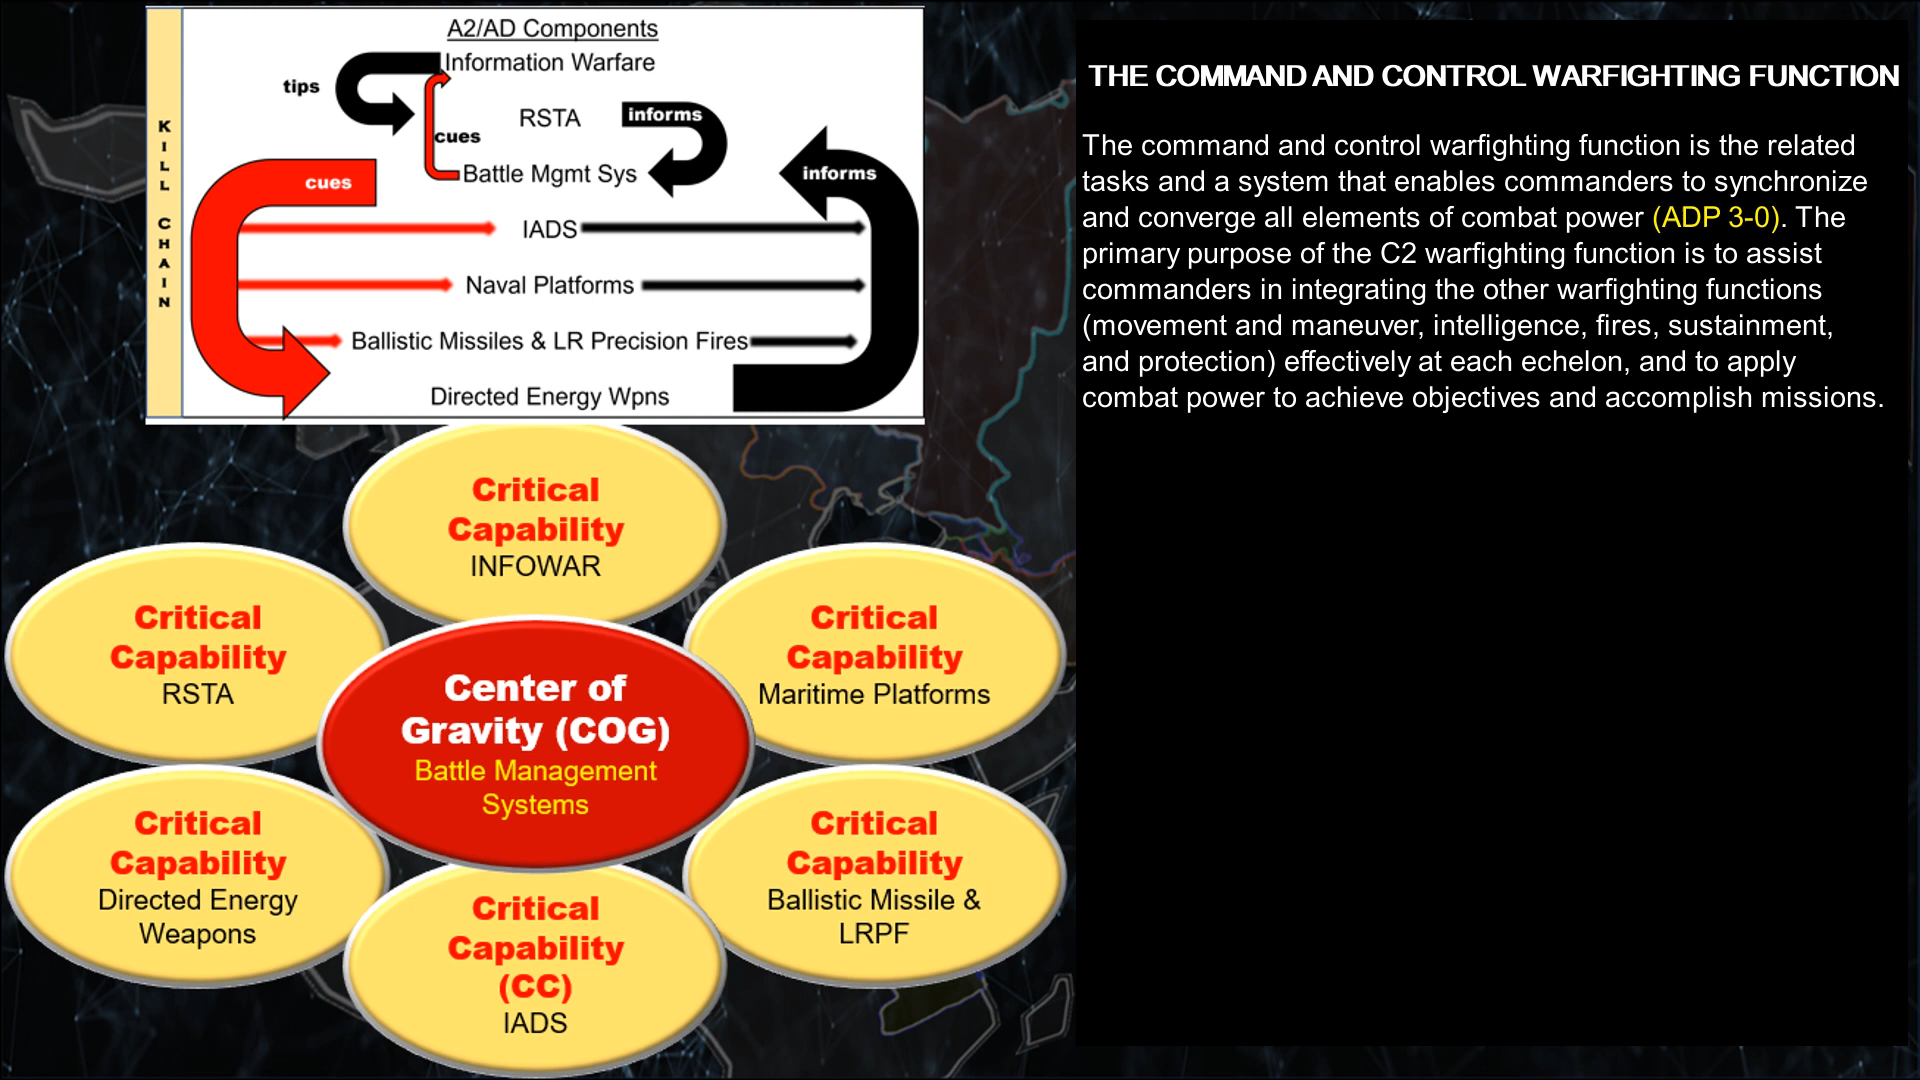 A2/AD Components
Information Warfare
tips
RSTA
informs
cues
Battle Mgmt Sys
informs
cues
IADS
Naval Platforms
Ballistic Missiles & LR Precision Fires
Directed Energy Wpns
KILL CHAIN
Critical
Capability
INFOWAR
Critical
Capability
RSTA
Critical
Capability
Maritime Platforms
Center of
Gravity (COG)
Battle Management
Systems
Critical
Capability
Directed Energy
Weapons
Critical
Capability
Ballistic Missile &
LRPF
Critical
Capability
(CC)
IADS
THE COMMAND AND CONTROL WARFIGHTING FUNCTION
The command and control warfighting function is the related
tasks and a system that enables commanders to synchronize
and converge all elements of combat power (ADP 3-0). The
primary purpose of the C2 warfighting function is to assist
commanders in integrating the other warfighting functions
(movement and maneuver, intelligence, fires, sustainment,
and protection) effectively at each echelon, and to apply
combat power to achieve objectives and accomplish missions.